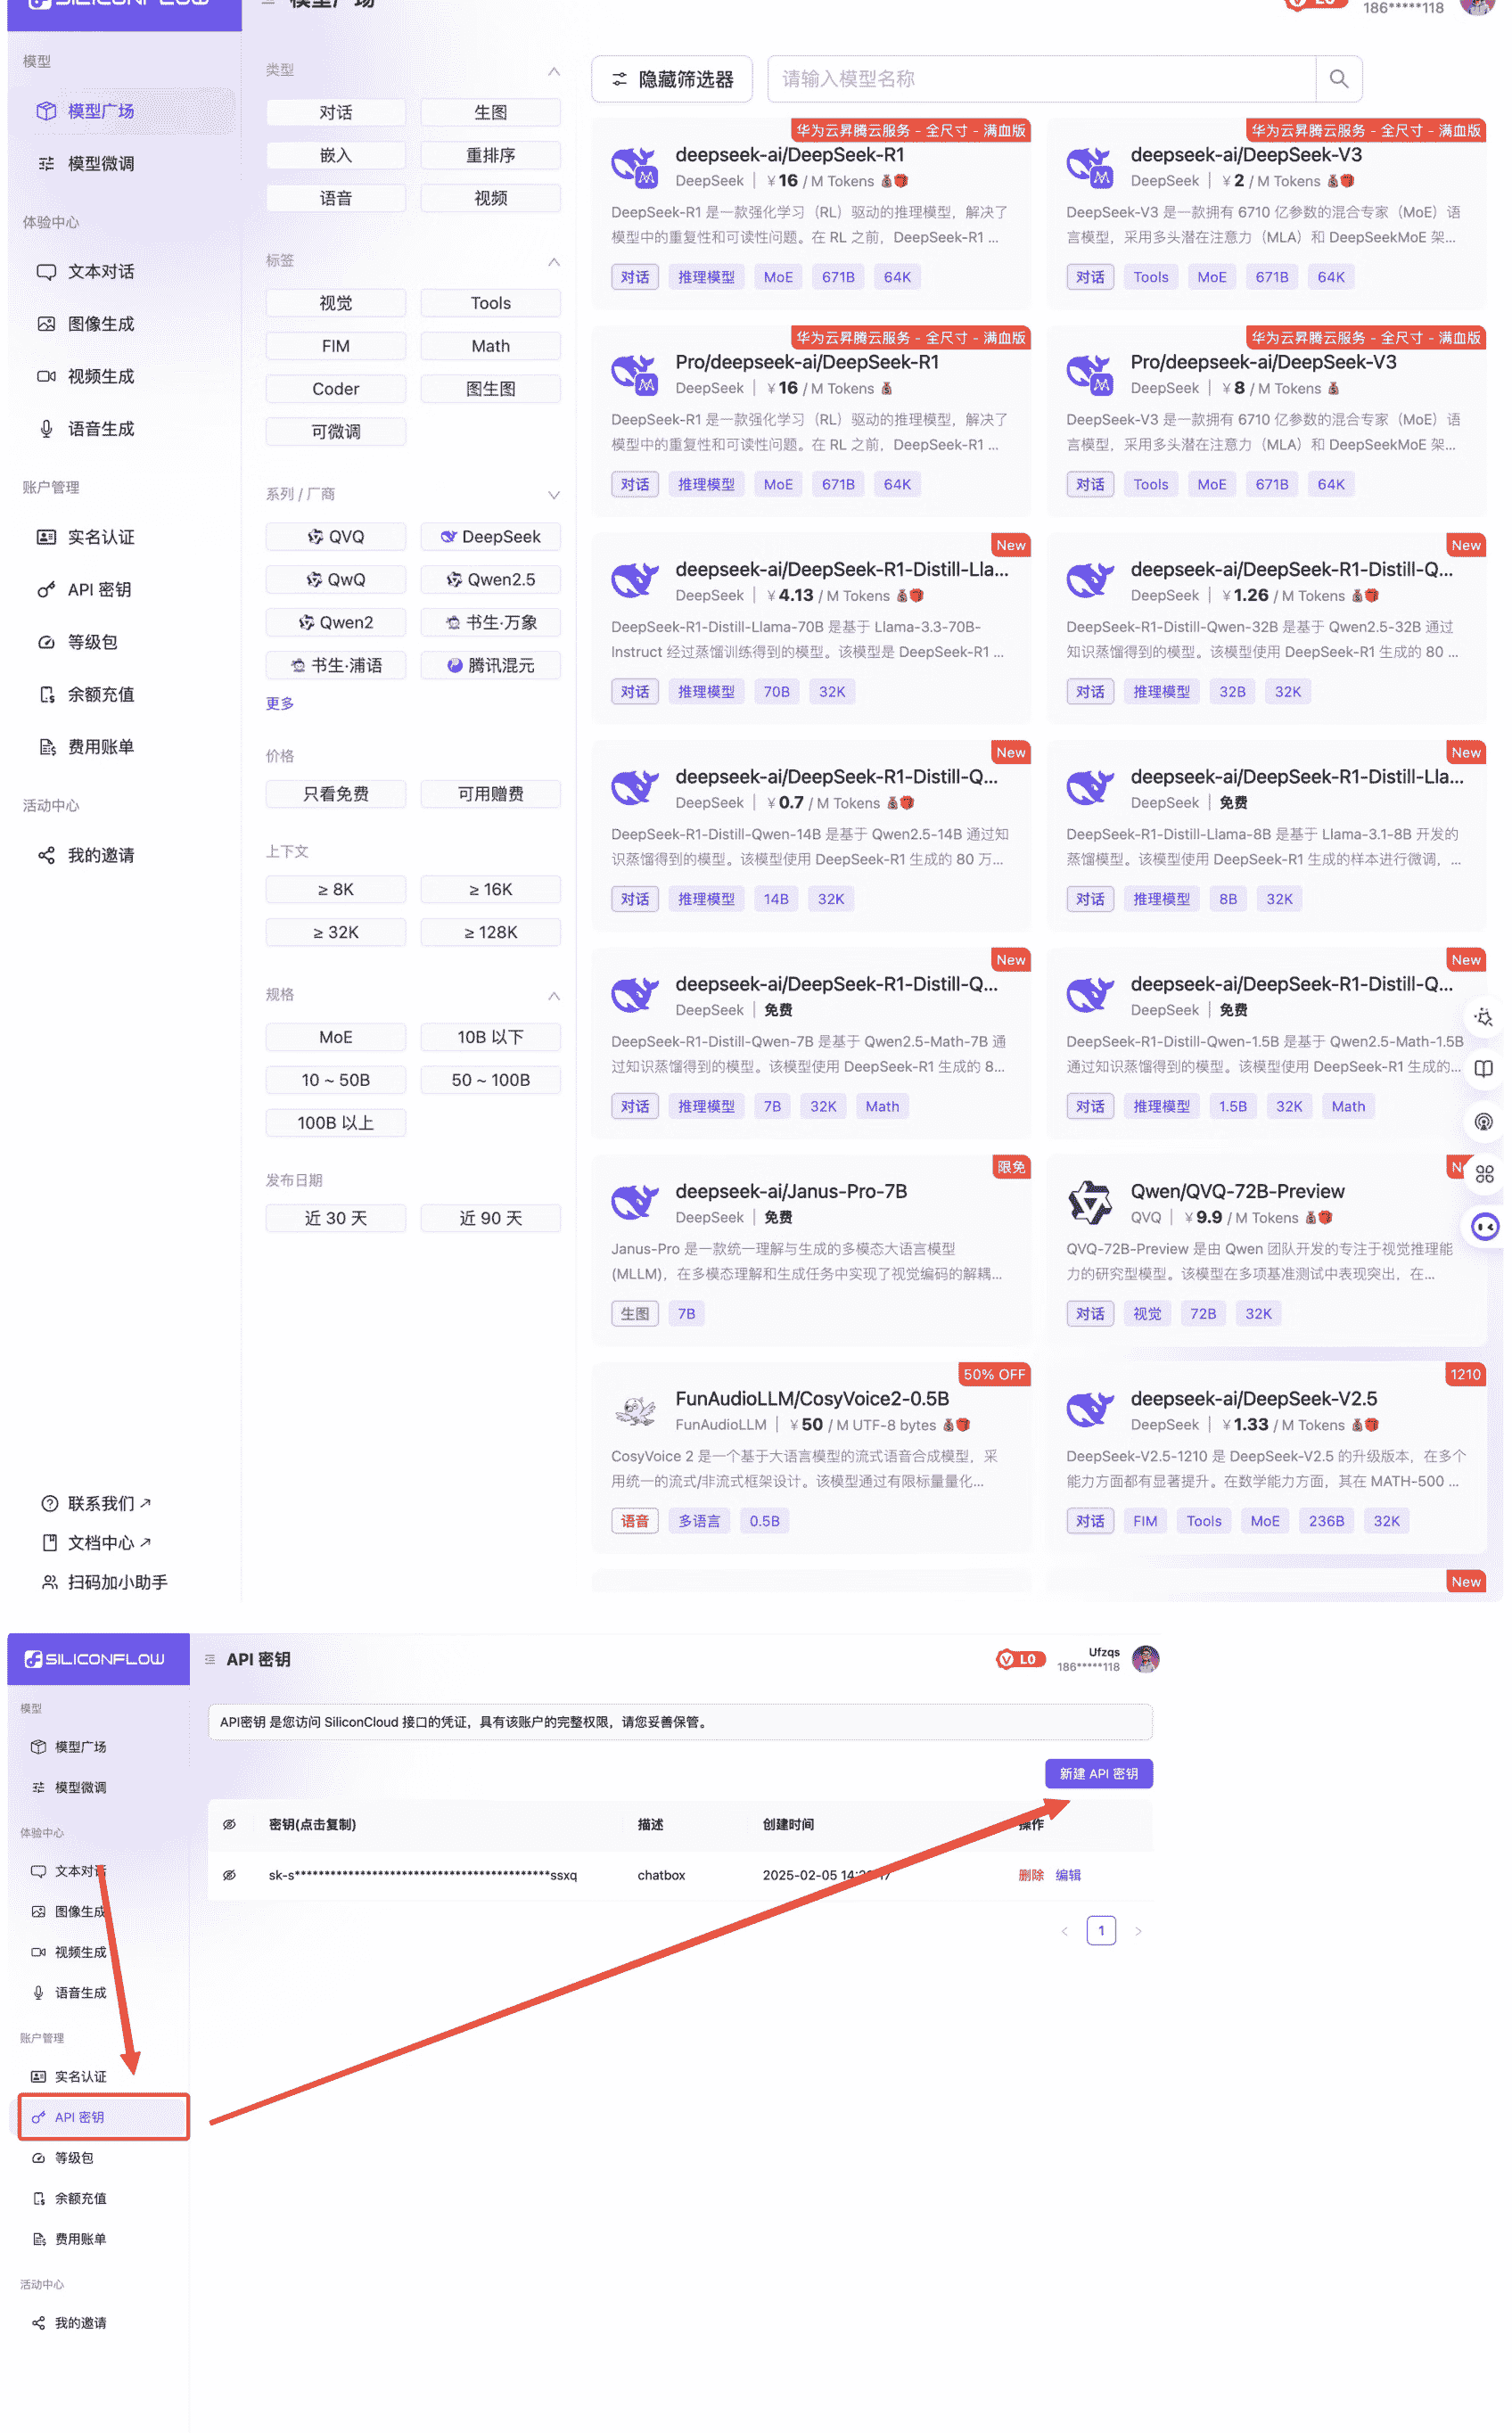 SILICONFLOW
模型广场
L0
186*****118
模型
模型广场
模型微调
体验中心
文本对话
图像生成
视频生成
语音生成
账户管理
实名认证
API 密钥
等级包
余额充值
费用账单
活动中心
我的邀请
联系我们
文档中心
扫码加小助手
类型
对话
生图
嵌入
重排序
语音
视频
标签
视觉
Tools
FIM
Math
Coder
图生图
可微调
系列 / 厂商
QVQ
DeepSeek
QwQ
Qwen2.5
Qwen2
书生·万象
书生·浦语
腾讯混元
更多
价格
只看免费
可用赠费
上下文
≥ 8K
≥ 16K
≥ 32K
≥ 128K
规格
MoE
10B 以下
10 ~ 50B
50 ~ 100B
100B 以上
发布日期
近 30 天
近 90 天
隐藏筛选器
请输入模型名称
华为云昇腾云服务 - 全尺寸 - 满血版
deepseek-ai/DeepSeek-R1
DeepSeek | ￥16 / M Tokens
DeepSeek-R1 是一款强化学习（RL）驱动的推理模型，解决了
模型中的重复性和可读性问题。在 RL 之前，DeepSeek-R1 ...
对话 推理模型 MoE 671B 64K
华为云昇腾云服务 - 全尺寸 - 满血版
deepseek-ai/DeepSeek-V3
DeepSeek | ￥2 / M Tokens
DeepSeek-V3 是一款拥有 6710 亿参数的混合专家（MoE）语
言模型，采用多头潜在注意力（MLA）和 DeepSeekMoE 架...
对话 Tools MoE 671B 64K
华为云昇腾云服务 - 全尺寸 - 满血版
Pro/deepseek-ai/DeepSeek-R1
DeepSeek | ￥16 / M Tokens
DeepSeek-R1 是一款强化学习（RL）驱动的推理模型，解决了
模型中的重复性和可读性问题。在 RL 之前，DeepSeek-R1 ...
对话 推理模型 MoE 671B 64K
华为云昇腾云服务 - 全尺寸 - 满血版
Pro/deepseek-ai/DeepSeek-V3
DeepSeek | ￥8 / M Tokens
DeepSeek-V3 是一款拥有 6710 亿参数的混合专家（MoE）语
言模型，采用多头潜在注意力（MLA）和 DeepSeekMoE 架...
对话 Tools MoE 671B 64K
New
deepseek-ai/DeepSeek-R1-Distill-Lla...
DeepSeek | ￥4.13 / M Tokens
DeepSeek-R1-Distill-Llama-70B 是基于 Llama-3.3-70B-
Instruct 经过蒸馏训练得到的模型。该模型是 DeepSeek-R1 ...
对话 推理模型 70B 32K
New
deepseek-ai/DeepSeek-R1-Distill-Q...
DeepSeek | ￥1.26 / M Tokens
DeepSeek-R1-Distill-Qwen-32B 是基于 Qwen2.5-32B 通过
知识蒸馏得到的模型。该模型使用 DeepSeek-R1 生成的 80 ...
对话 推理模型 32B 32K
New
deepseek-ai/DeepSeek-R1-Distill-Q...
DeepSeek | ￥0.7 / M Tokens
DeepSeek-R1-Distill-Qwen-14B 是基于 Qwen2.5-14B 通过知
识蒸馏得到的模型。该模型使用 DeepSeek-R1 生成的 80 万...
对话 推理模型 14B 32K
New
deepseek-ai/DeepSeek-R1-Distill-Lla...
DeepSeek | 免费
DeepSeek-R1-Distill-Llama-8B 是基于 Llama-3.1-8B 开发的
蒸馏模型。该模型使用 DeepSeek-R1 生成的样本进行微调，...
对话 推理模型 8B 32K
New
deepseek-ai/DeepSeek-R1-Distill-Q...
DeepSeek | 免费
DeepSeek-R1-Distill-Qwen-7B 是基于 Qwen2.5-Math-7B 通
过知识蒸馏得到的模型。该模型使用 DeepSeek-R1 生成的 8...
对话 推理模型 7B 32K Math
New
deepseek-ai/DeepSeek-R1-Distill-Q...
DeepSeek | 免费
DeepSeek-R1-Distill-Qwen-1.5B 是基于 Qwen2.5-Math-1.5B
通过知识蒸馏得到的模型。该模型使用 DeepSeek-R1 生成的...
对话 推理模型 1.5B 32K Math
限免
deepseek-ai/Janus-Pro-7B
DeepSeek | 免费
Janus-Pro 是一款统一理解与生成的多模态大语言模型
(MLLM)，在多模态理解和生成任务中实现了视觉编码的解耦...
生图 7B
Qwen/QVQ-72B-Preview
QVQ | ￥9.9 / M Tokens
QVQ-72B-Preview 是由 Qwen 团队开发的专注于视觉推理能
力的研究型模型。该模型在多项基准测试中表现突出，在...
对话 视觉 72B 32K
50% OFF
FunAudioLLM/CosyVoice2-0.5B
FunAudioLLM | ￥50 / M UTF-8 bytes
CosyVoice 2 是一个基于大语言模型的流式语音合成模型，采
用统一的流式/非流式框架设计。该模型通过有限标量量化...
语音 多语言 0.5B
1210
deepseek-ai/DeepSeek-V2.5
DeepSeek | ￥1.33 / M Tokens
DeepSeek-V2.5-1210 是 DeepSeek-V2.5 的升级版本，在多个
能力方面都有显著提升。在数学能力方面，其在 MATH-500 ...
对话 FIM Tools MoE 236B 32K
New
SILICONFLOW
API 密钥
L0
Ufzqs
186*****118
模型
模型广场
模型微调
体验中心
文本对话
图像生成
视频生成
语音生成
账户管理
实名认证
API 密钥
等级包
余额充值
费用账单
活动中心
我的邀请
API密钥 是您访问 SiliconCloud 接口的凭证，具有该账户的完整权限，请您妥善保管。
新建 API 密钥
密钥(点击复制) 描述 创建时间 操作
sk-s********************************************ssxq chatbox 2025-02-05 删除 编辑
1